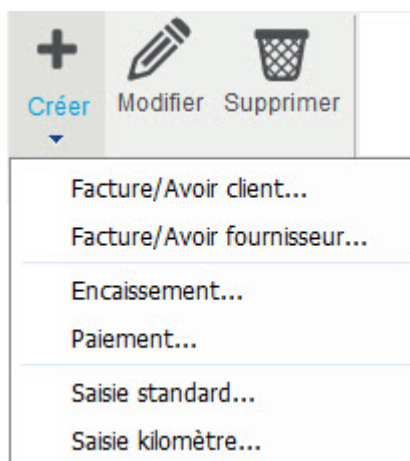 Créer Modifier Supprimer
Facture/Avoir client...
Facture/Avoir fournisseur...
Encaissement...
Paiement...
Saisie standard...
Saisie kilomètre...